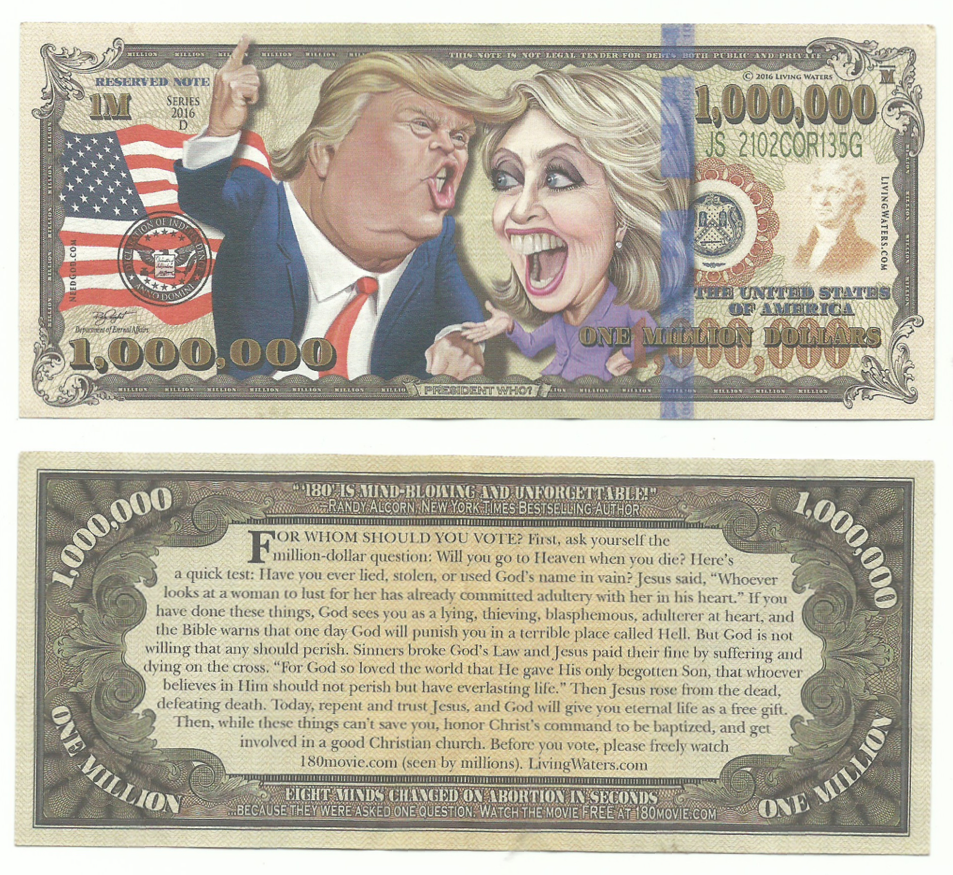 THIS NOTE IS NOT LEGAL TENDER FOR DEBTS BOTH PUBLIC AND PRIVATE
RESERVED NOTE
© 2016 LIVING WATERS
M
1M
SERIES
2016
D
1,000,000
JS 2102COR135G
LIVINGWATERS.COM
NEEDGOD.COM
ANNO DOMINI
THE UNITED STATES
OF AMERICA
Department of Eternal Affairs
ONE MILLION DOLLARS
1,000,000
1,000,000
PRESIDENT WHO?
MILLION MILLION MILLION MILLION
"'180' IS MIND-BLOWING AND UNFORGETTABLE!"
–RANDY ALCORN, NEW YORK TIMES BESTSELLING AUTHOR
1,000,000
1,000,000
FOR WHOM SHOULD YOU VOTE? First, ask yourself the
million-dollar question: Will you go to Heaven when you die? Here's
a quick test: Have you ever lied, stolen, or used God's name in vain? Jesus said, "Whoever
looks at a woman to lust for her has already committed adultery with her in his heart." If you
have done these things, God sees you as a lying, thieving, blasphemous, adulterer at heart, and
the Bible warns that one day God will punish you in a terrible place called Hell. But God is not
willing that any should perish. Sinners broke God's Law and Jesus paid their fine by suffering and
dying on the cross. "For God so loved the world that He gave His only begotten Son, that whoever
believes in Him should not perish but have everlasting life." Then Jesus rose from the dead,
defeating death. Today, repent and trust Jesus, and God will give you eternal life as a free gift.
Then, while these things can't save you, honor Christ's command to be baptized, and get
involved in a good Christian church. Before you vote, please freely watch
180movie.com (seen by millions). LivingWaters.com
ONE MILLION
ONE MILLION
EIGHT MINDS CHANGED ON ABORTION IN SECONDS
...BECAUSE THEY WERE ASKED ONE QUESTION. WATCH THE MOVIE FREE AT 180MOVIE.COM